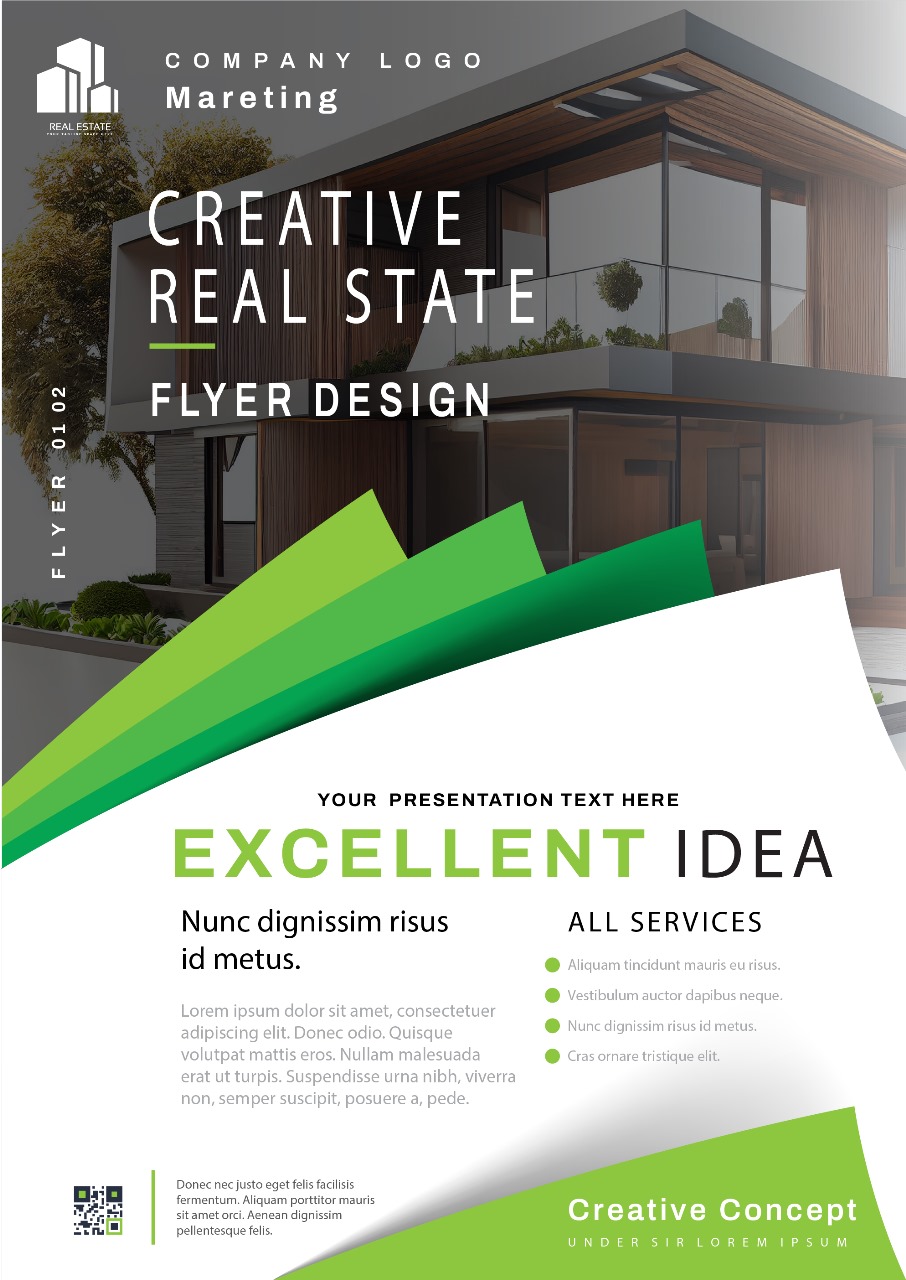 COMPANY LOGO
Mareting
REAL ESTATE
CREATIVE
REAL STATE
FLYER DESIGN
FLYER 01 02
YOUR PRESENTATION TEXT HERE
EXCELLENT IDEA
Nunc dignissim risus
id metus.
Lorem ipsum dolor sit amet, consectetuer
adipiscing elit. Donec odio. Quisque
volutpat mattis eros. Nullam malesuada
erat ut turpis. Suspendisse urna nibh, viverra
non, semper suscipit, posuere a, pede.
ALL SERVICES
Aliquam tincidunt mauris eu risus.
Vestibulum auctor dapibus neque.
Nunc dignissim risus id metus.
Cras ornare tristique elit.
Donec nec justo eget felis facilisis
fermentum. Aliquam porttitor mauris
sit amet orci. Aenean dignissim
pellentesque felis.
Creative Concept
UNDER SIR LOREM IPSUM